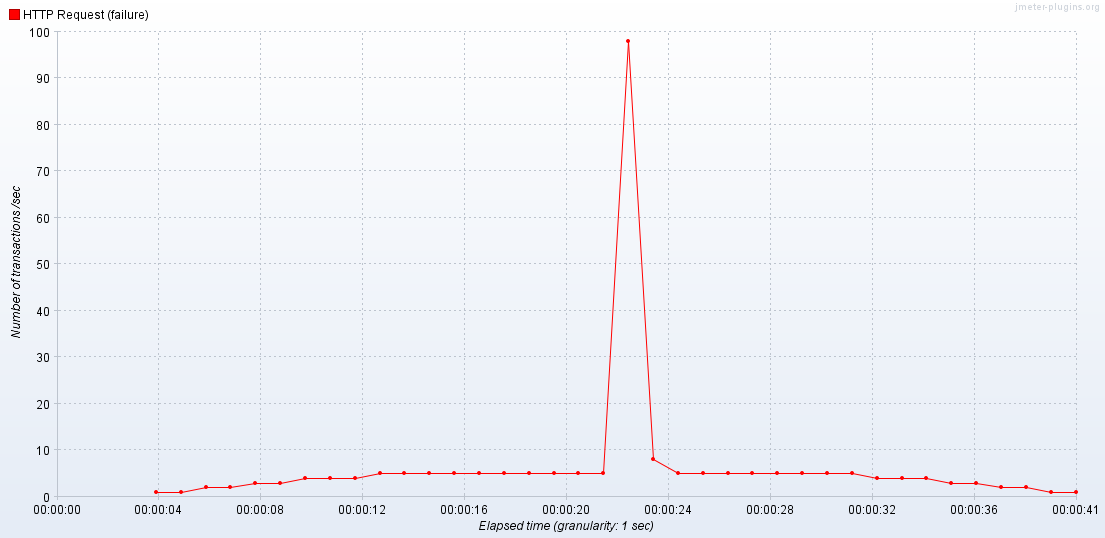 jmeter-plugins.org
HTTP Request (failure)
100
90
80
70
60
50
40
30
20
10
0
Number of transactions /sec
00:00:00 00:00:04 00:00:08 00:00:12 00:00:16 00:00:20 00:00:24 00:00:28 00:00:32 00:00:36 00:00:41
Elapsed time (granularity: 1 sec)